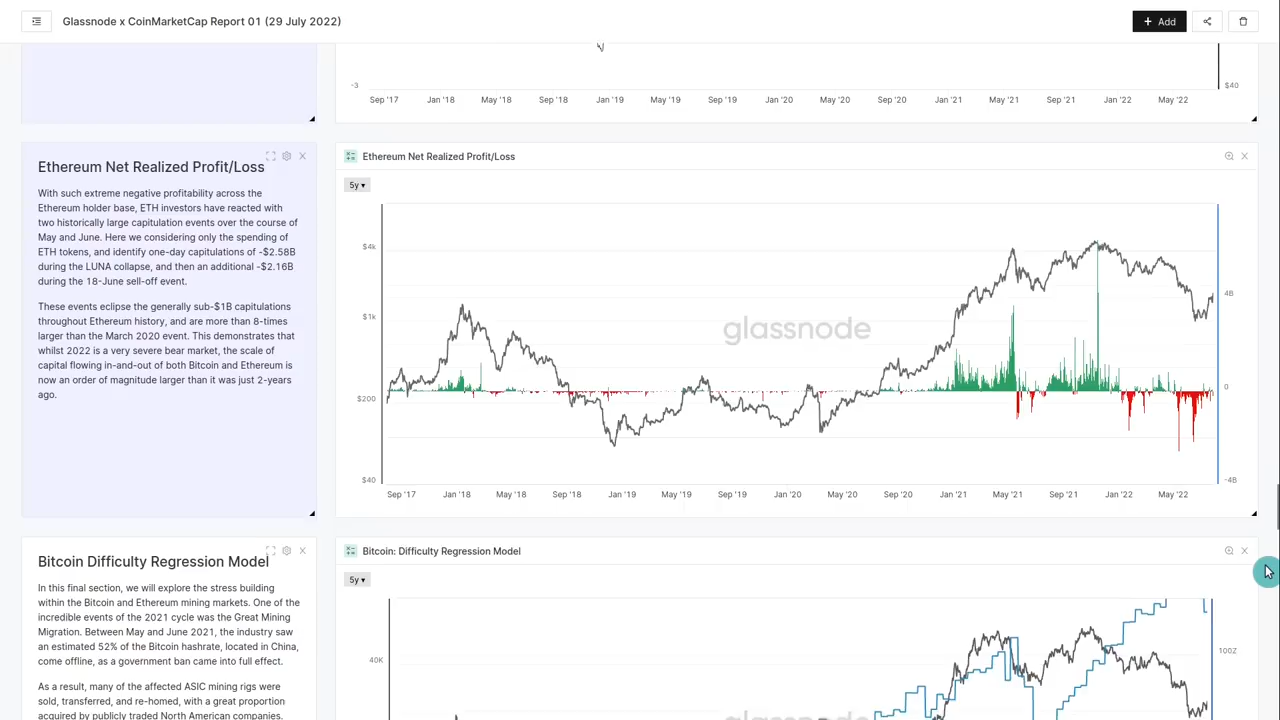 Glassnode x CoinMarketCap Report 01 (29 July 2022)
+ Add
-3
$40
Sep '17 Jan '18 May '18 Sep '18 Jan '19 May '19 Sep '19 Jan '20 May '20 Sep '20 Jan '21 May '21 Sep '21 Jan '22 May '22
Ethereum Net Realized Profit/Loss
With such extreme negative profitability across the
Ethereum holder base, ETH investors have reacted with
two historically large capitulation events over the course of
May and June. Here we considering only the spending of
ETH tokens, and identify one-day capitulations of -$2.58B
during the LUNA collapse, and then an additional -$2.16B
during the 18-June sell-off event.
These events eclipse the generally sub-$1B capitulations
throughout Ethereum history, and are more than 8-times
larger than the March 2020 event. This demonstrates that
whilst 2022 is a very severe bear market, the scale of
capital flowing in-and-out of both Bitcoin and Ethereum is
now an order of magnitude larger than it was just 2-years
ago.
Ethereum Net Realized Profit/Loss
5y
$4k
$1k
$200
$40
glassnode
4B
0
-4B
Sep '17 Jan '18 May '18 Sep '18 Jan '19 May '19 Sep '19 Jan '20 May '20 Sep '20 Jan '21 May '21 Sep '21 Jan '22 May '22
Bitcoin Difficulty Regression Model
In this final section, we will explore the stress building
within the Bitcoin and Ethereum mining markets. One of the
incredible events of the 2021 cycle was the Great Mining
Migration. Between May and June 2021, the industry saw
an estimated 52% of the Bitcoin hashrate, located in China,
come offline, as a government ban came into full effect.
As a result, many of the affected ASIC mining rigs were
sold, transferred, and re-homed, with a great proportion
acquired by publicly traded North American companies.
Bitcoin: Difficulty Regression Model
5y
40K
100Z
glassnode